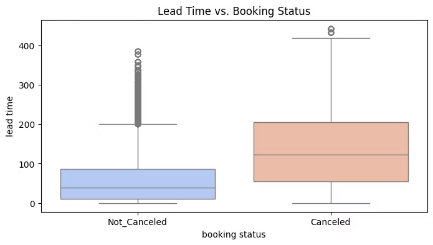 Lead Time vs. Booking Status
lead time
400
300
200
100
0
Not_Canceled Canceled
booking status